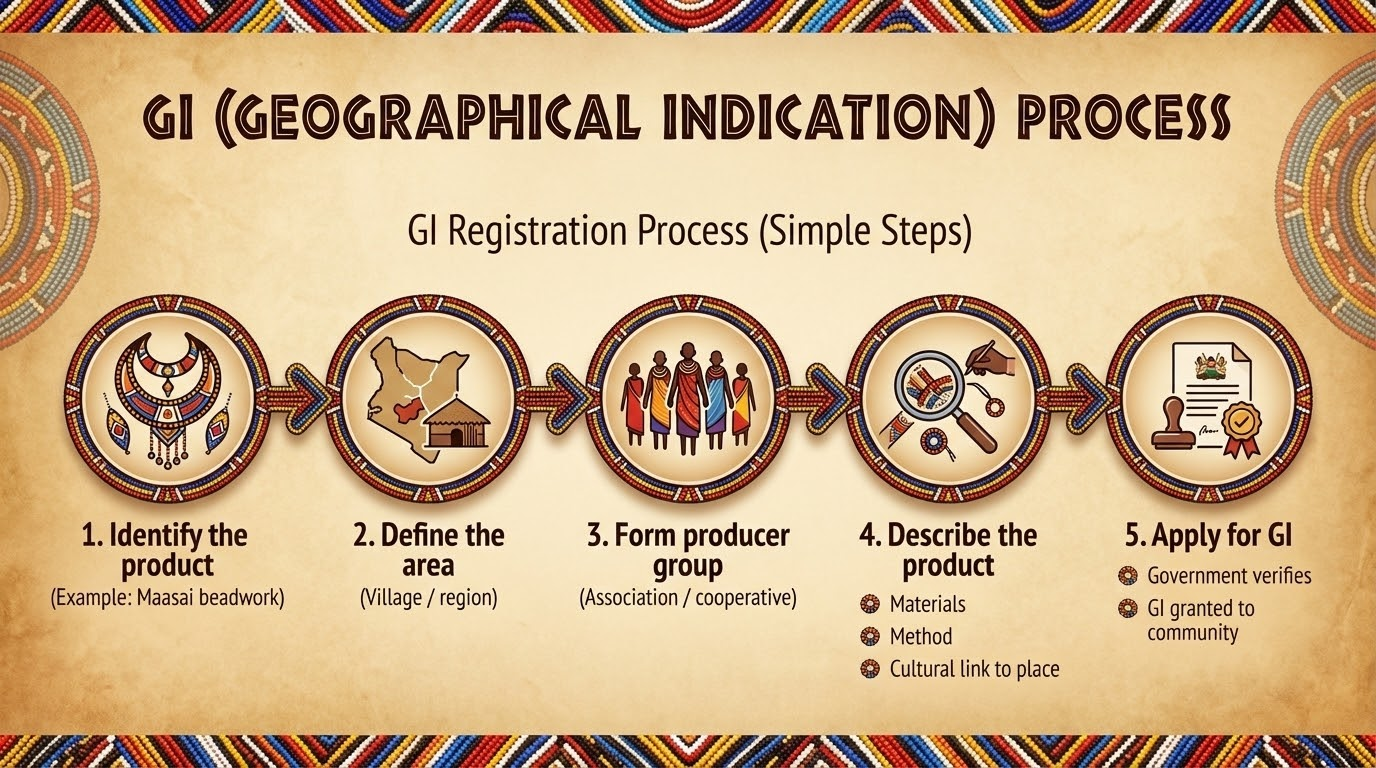 GI (GEOGRAPHICAL INDICATION) PROCESS
GI Registration Process (Simple Steps)
1. Identify the
product
(Example: Maasai beadwork)
2. Define the
area
(Village / region)
3. Form producer
group
(Association / cooperative)
4. Describe the
product
Materials
Method
Cultural link to place
5. Apply for GI
Government verifies
GI granted to
community